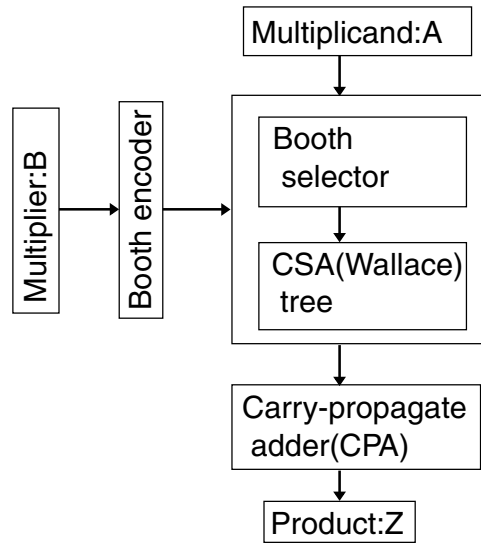 Multiplicand:A
Multiplier:B
Booth encoder
Booth
selector
CSA(Wallace)
tree
Carry-propagate
adder(CPA)
Product:Z